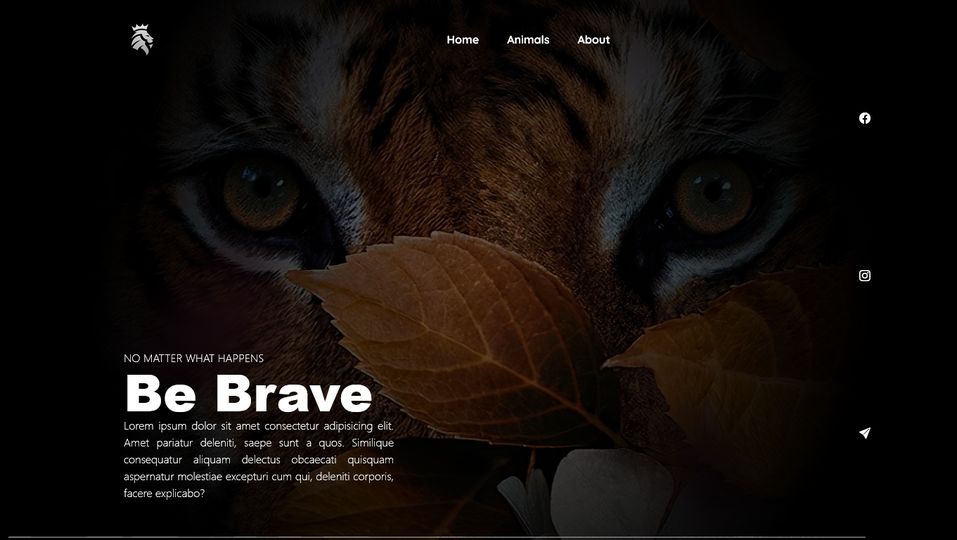 Home Animals About
NO MATTER WHAT HAPPENS
Be Brave
Lorem ipsum dolor sit amet consectetur adipisicing elit.
Amet pariatur deleniti, saepe sunt a quos. Similique
consequatur aliquam delectus obcaecati quisquam
aspernatur molestiae excepturi cum qui, deleniti corporis,
facere explicabo?